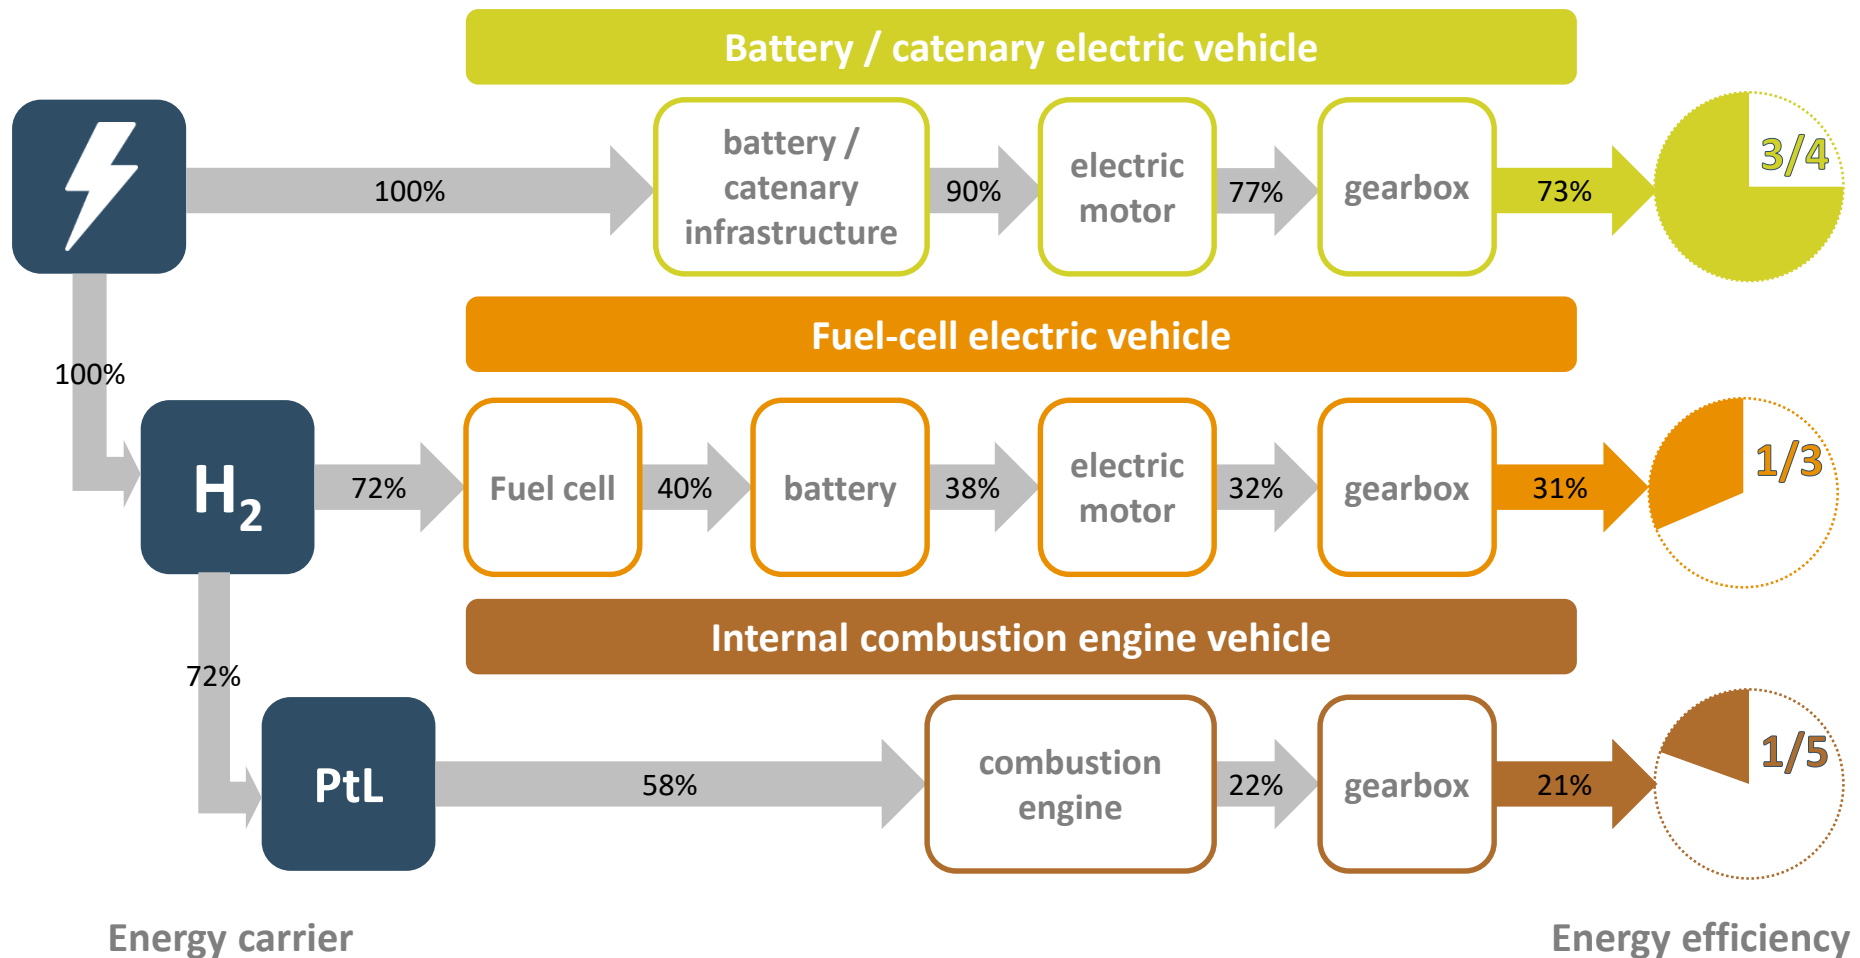 Battery / catenary electric vehicle
100%
battery /
catenary
infrastructure
90%
electric
motor
77%
gearbox
73%
3/4
Fuel-cell electric vehicle
100%
H2
72%
Fuel cell
40%
battery
38%
electric
motor
32%
gearbox
31%
1/3
Internal combustion engine vehicle
72%
PtL
58%
combustion
engine
22%
gearbox
21%
1/5
Energy carrier
Energy efficiency